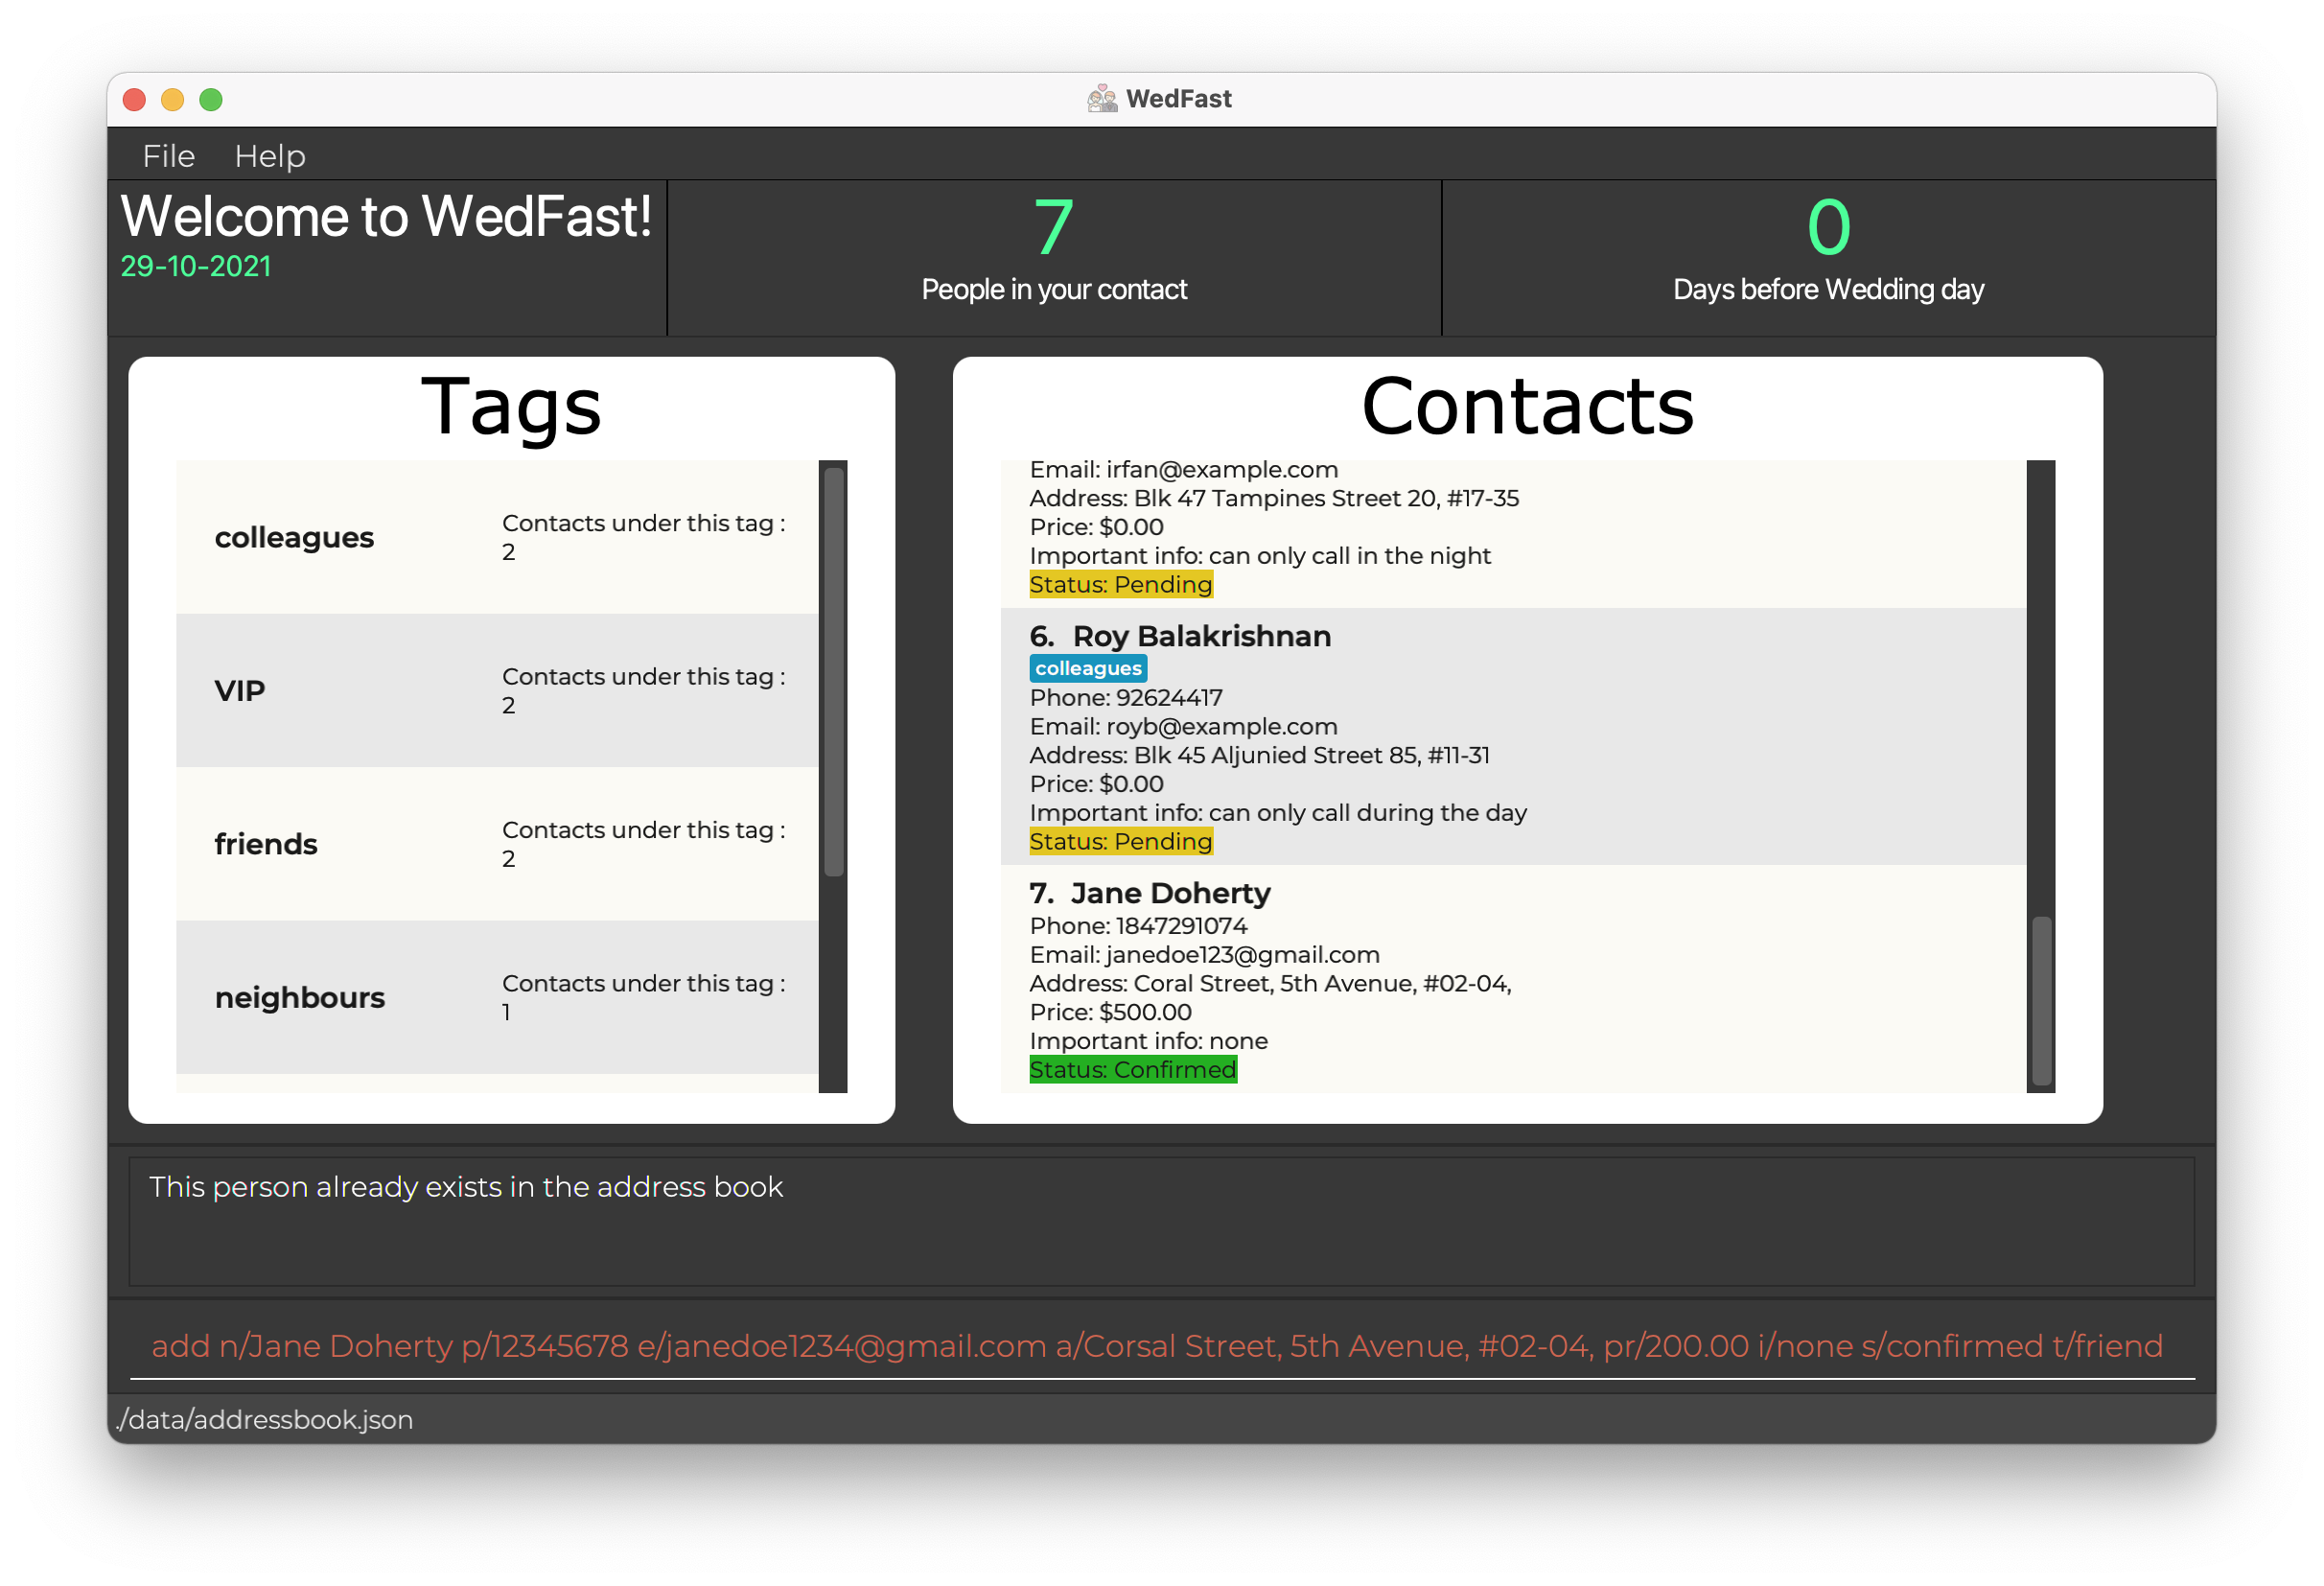 WedFast
File Help
Welcome to WedFast!
29-10-2021
7
People in your contact
0
Days before Wedding day
Tags
colleagues
Contacts under this tag :
2
VIP
Contacts under this tag :
2
friends
Contacts under this tag :
2
neighbours
Contacts under this tag :
1
Contacts
Email: irfan@example.com
Address: Blk 47 Tampines Street 20, #17-35
Price: $0.00
Important info: can only call in the night
Status: Pending
6. Roy Balakrishnan
colleagues
Phone: 92624417
Email: royb@example.com
Address: Blk 45 Aljunied Street 85, #11-31
Price: $0.00
Important info: can only call during the day
Status: Pending
7. Jane Doherty
Phone: 1847291074
Email: janedoe123@gmail.com
Address: Coral Street, 5th Avenue, #02-04,
Price: $500.00
Important info: none
Status: Confirmed
This person already exists in the address book
add n/Jane Doherty p/12345678 e/janedoe1234@gmail.com a/Corsal Street, 5th Avenue, #02-04, pr/200.00 i/none s/confirmed t/friend
./data/addressbook.json